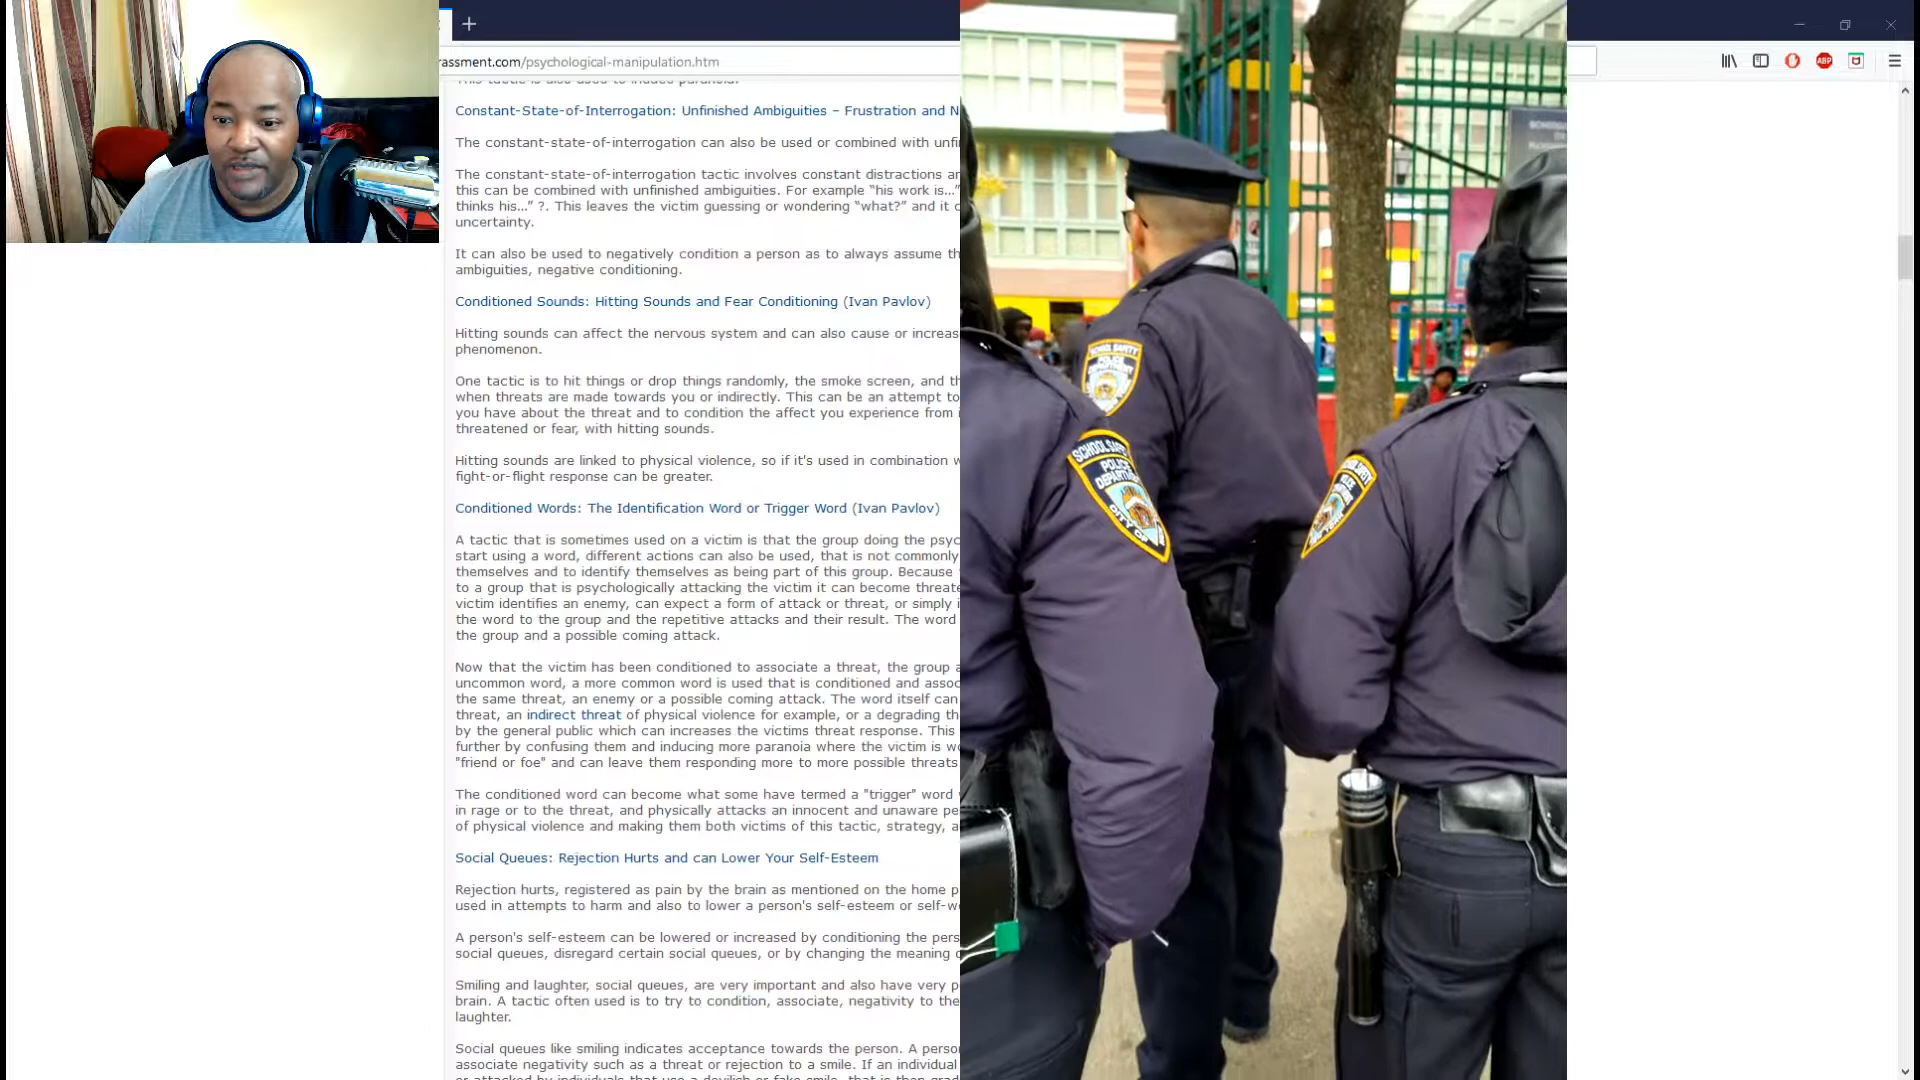 rassment.com/psychological-manipulation.htm
ABP
This tactic is also used to induce paranoia.
Constant-State-of-Interrogation: Unfinished Ambiguities – Frustration and N
The constant-state-of-interrogation can also be used or combined with unfi
The constant-state-of-interrogation tactic involves constant distractions a
this can be combined with unfinished ambiguities. For example “his work is...”
thinks his...” ?. This leaves the victim guessing or wondering “what?” and it c
uncertainty.
It can also be used to negatively condition a person as to always assume th
ambiguities, negative conditioning.
Conditioned Sounds: Hitting Sounds and Fear Conditioning (Ivan Pavlov)
Hitting sounds can affect the nervous system and can also cause or increas
phenomenon.
One tactic is to hit things or drop things randomly, the smoke screen, and th
when threats are made towards you or indirectly. This can be an attempt to
you have about the threat and to condition the affect you experience from
threatened or fear, with hitting sounds.
Hitting sounds are linked to physical violence, so if it's used in combination w
fight-or-flight response can be greater.
Conditioned Words: The Identification Word or Trigger Word (Ivan Pavlov)
A tactic that is sometimes used on a victim is that the group doing the psyc
start using a word, different actions can also be used, that is not commonly
themselves and to identify themselves as being part of this group. Because
to a group that is psychologically attacking the victim it can become threate
victim identifies an enemy, can expect a form of attack or threat, or simply i
the word to the group and the repetitive attacks and their result. The word
the group and a possible coming attack.
Now that the victim has been conditioned to associate a threat, the group a
uncommon word, a more common word is used that is conditioned and assoc
the same threat, an enemy or a possible coming attack. The word itself can
threat, an indirect threat of physical violence for example, or a degrading th
by the general public which can increases the victims threat response. This
further by confusing them and inducing more paranoia where the victim is wo
"friend or foe" and can leave them responding more to more possible threats
The conditioned word can become what some have termed a "trigger" word
in rage or to the threat, and physically attacks an innocent and unaware pe
of physical violence and making them both victims of this tactic, strategy, a
Social Queues: Rejection Hurts and can Lower Your Self-Esteem
Rejection hurts, registered as pain by the brain as mentioned on the home p
used in attempts to harm and also to lower a person's self-esteem or self-w
A person's self-esteem can be lowered or increased by conditioning the pers
social queues, disregard certain social queues, or by changing the meaning
Smiling and laughter, social queues, are very important and also have very p
brain. A tactic often used is to try to condition, associate, negativity to the
laughter.
Social queues like smiling indicates acceptance towards the person. A perso
associate negativity such as a threat or rejection to a smile. If an individual
SCHOOL SAFETY
POLICE
DEPARTMENT
SCHOOL SAFETY
POLICE
DEPARTMENT
CITY OF